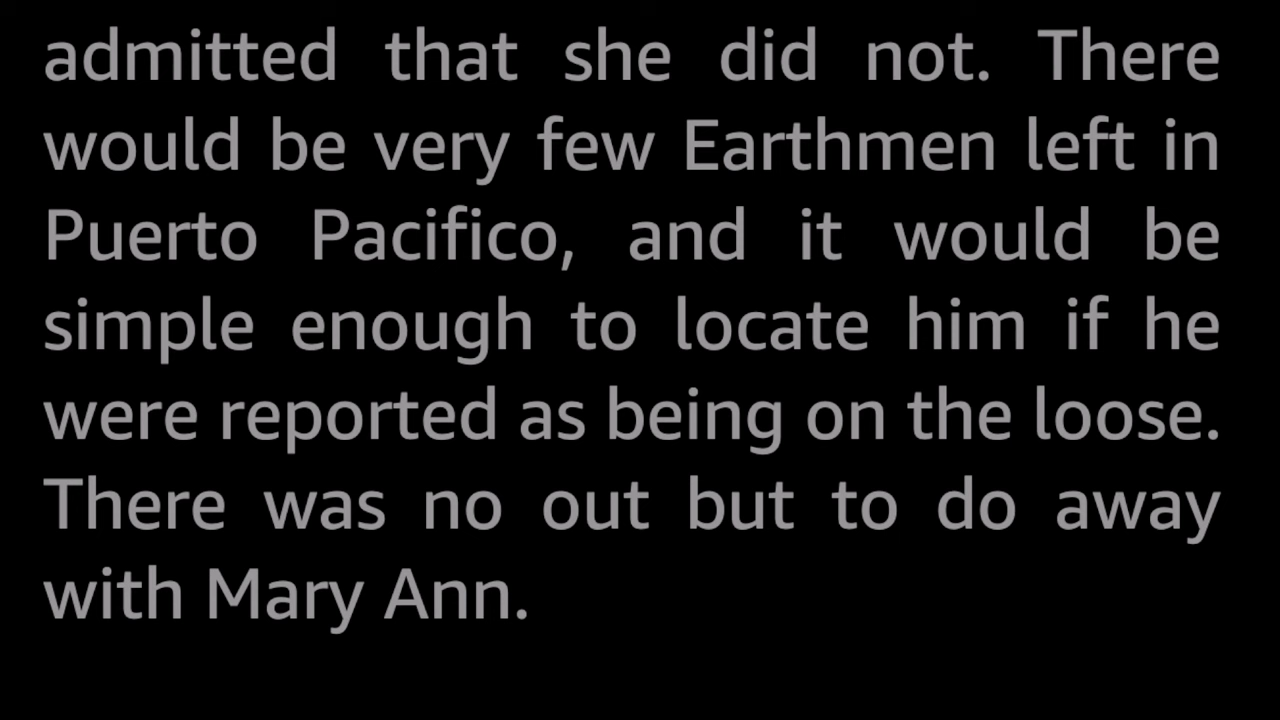 admitted that she did not. There
would be very few Earthmen left in
Puerto Pacifico, and it would be
simple enough to locate him if he
were reported as being on the loose.
There was no out but to do away
with Mary Ann.